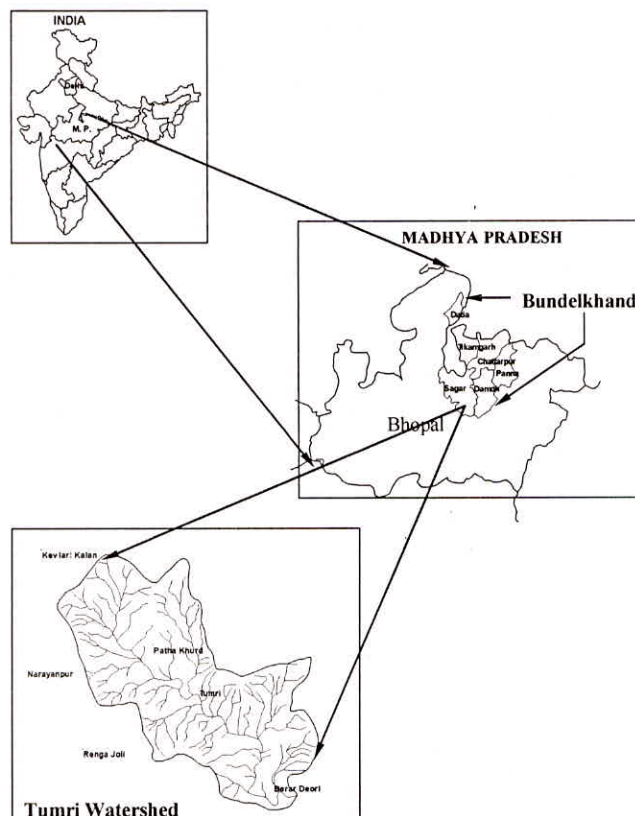 INDIA
Delhi
M. P.
MADHYA PRADESH
Bundelkhand
Datia
Tikamgarh
Chattarpur
Panna
Sagar
Damoh
Bhopal
Kevlari Kalan
Patha Khurd
Narayanpur
Tumri
Renga Joli
Berar Deori
Tumri Watershed